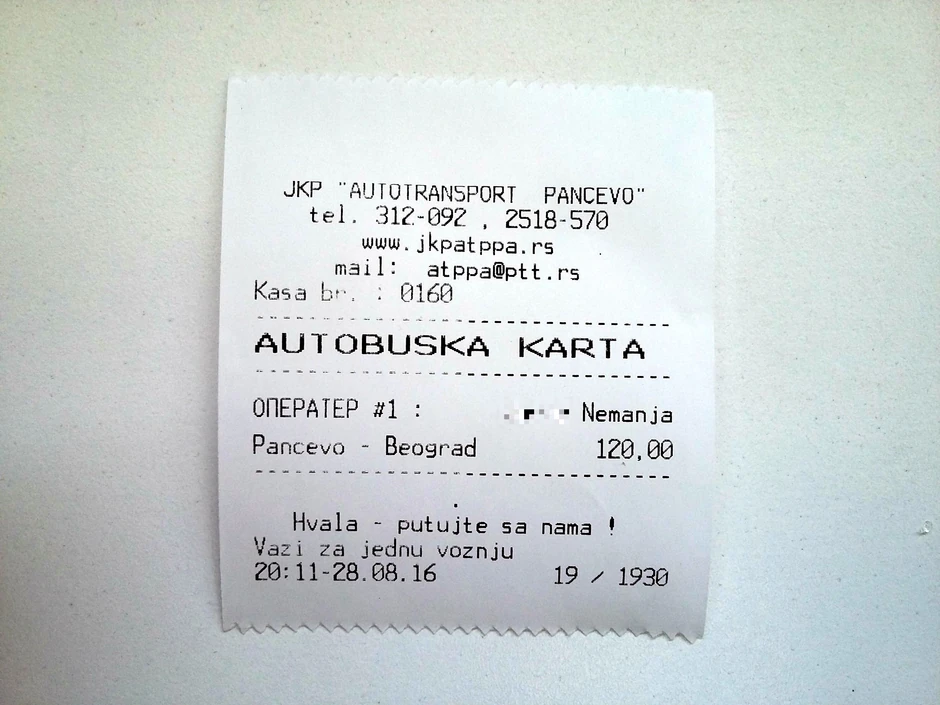 JKP "AUTOTRANSPORT PANCEVO"
tel. 312-092 , 2518-570
www.jkpatppa.rs
mail: atppa@ptt.rs
Kasa br. : 0160
AUTOBUSKA KARTA
ОПЕРАТЕР #1 : Nemanja
Pancevo - Beograd 120,00
Hvala - putujte sa nama !
Vazi za jednu voznju
20:11-28.08.16 19 / 1930